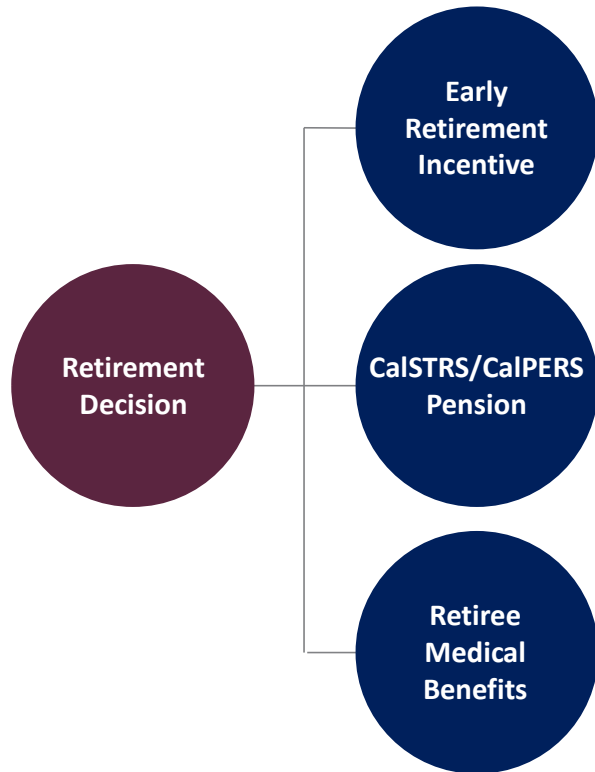 Early
Retirement
Incentive
Retirement
Decision
CalSTRS/CalPERS
Pension
Retiree
Medical
Benefits